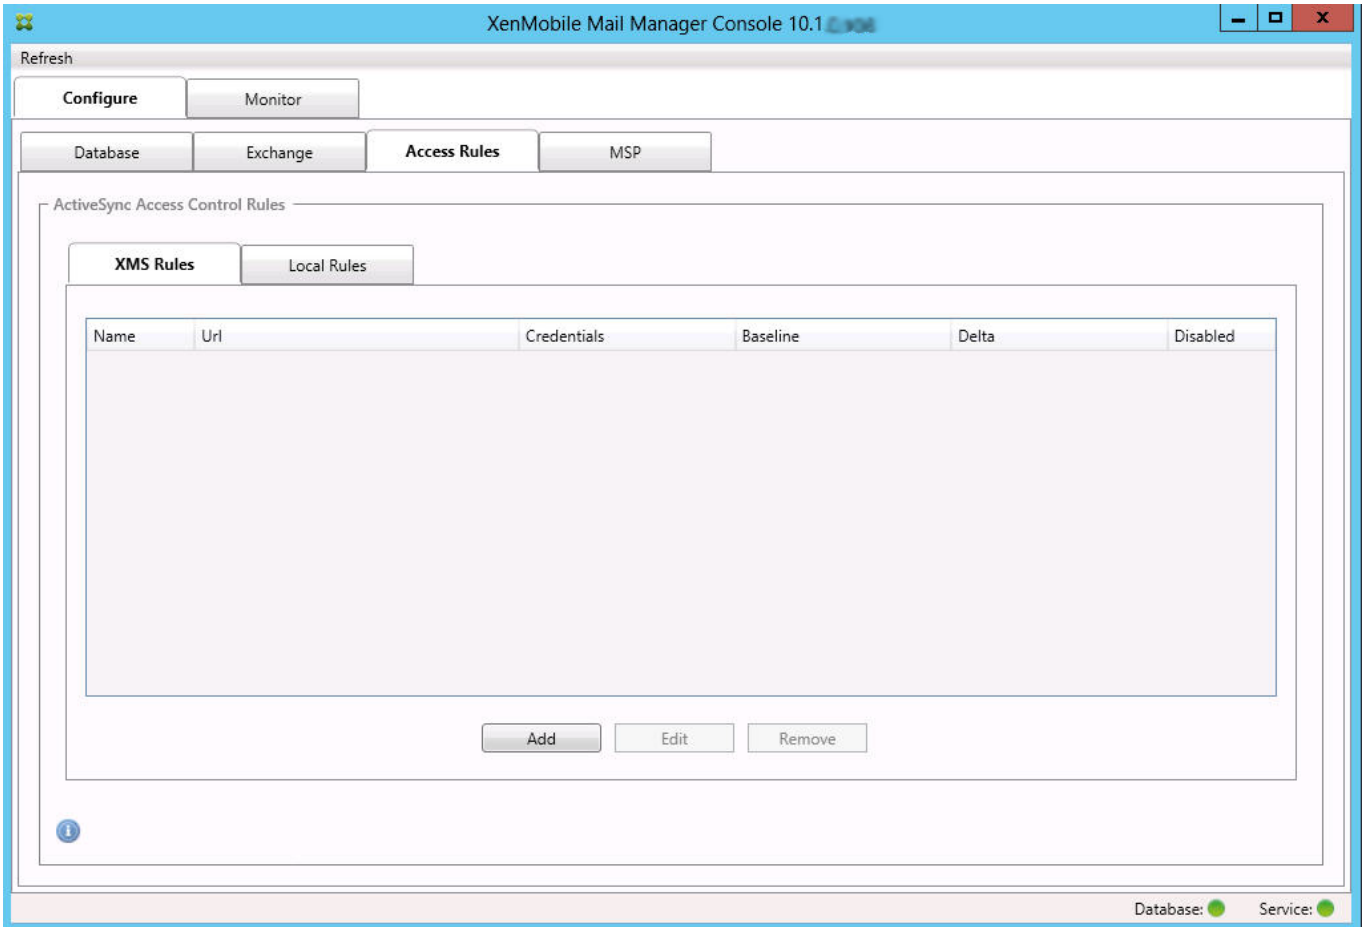 XenMobile Mail Manager Console 10.1
Refresh
Configure Monitor
Database Exchange Access Rules MSP
ActiveSync Access Control Rules
XMS Rules Local Rules
Name Url Credentials Baseline Delta Disabled
Add Edit Remove
Database: Service: